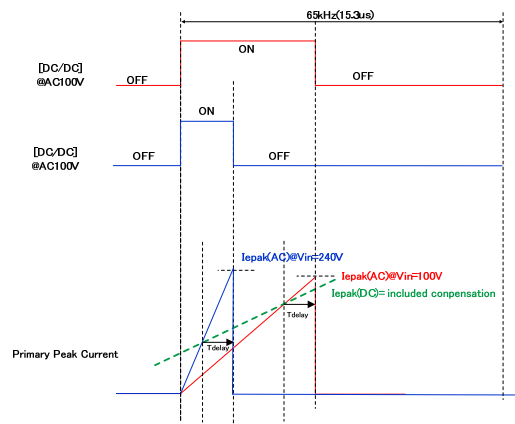 65kHz(15.3us)
ON
[DC/DC]
@AC100V
OFF
OFF
ON
[DC/DC]
@AC100V
OFF
OFF
Iepak(AC)@Vin=240V
Iepak(AC)@Vin=100V
Iepak(DC)= included conpensation
Tdelay
Tdelay
Primary Peak Current